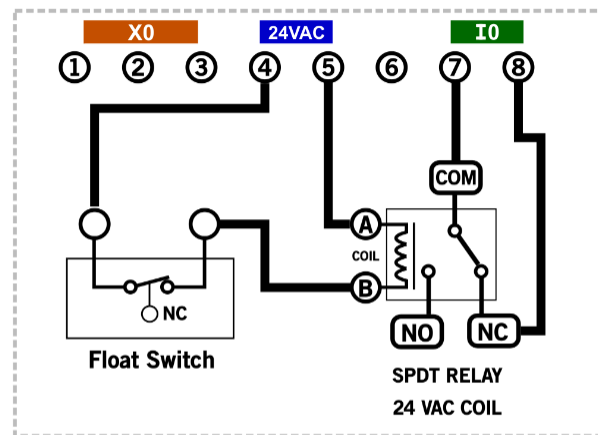 X0 24VAC I0
1 2 3 4 5 6 7 8
COM
A
COIL
B
NC
NO NC
Float Switch
SPDT RELAY
24 VAC COIL